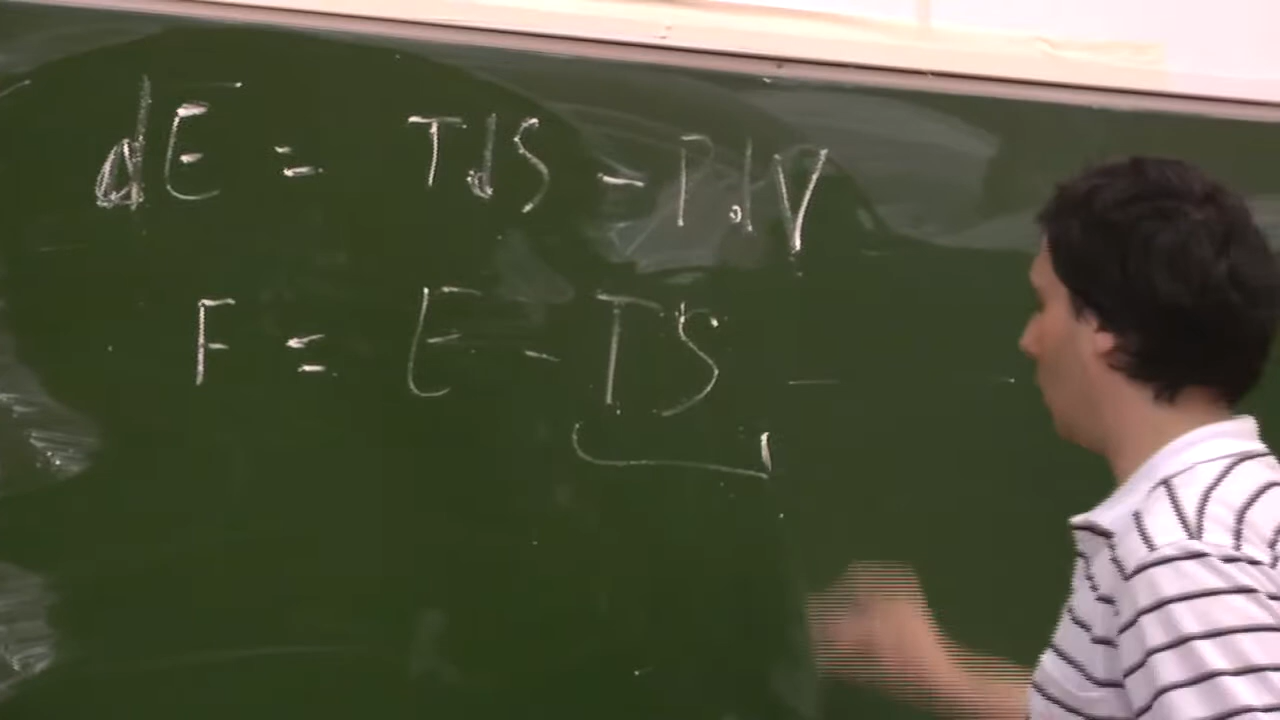 dE = TdS - PdV
F = E - TS